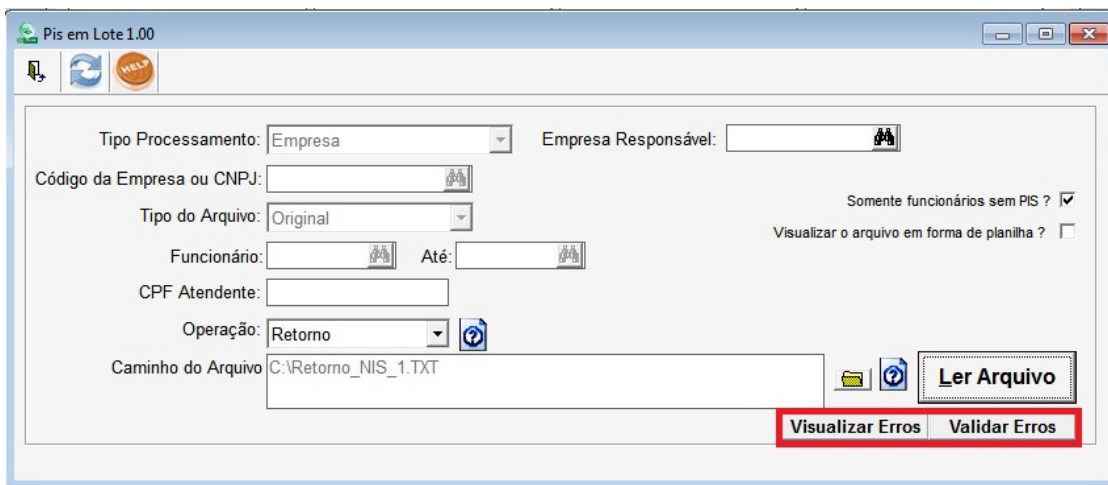 Pis em Lote 1.00
HELP
Tipo Processamento: Empresa Empresa Responsável:
Código da Empresa ou CNPJ:
Somente funcionários sem PIS ?
Tipo do Arquivo: Original
Visualizar o arquivo em forma de planilha ?
Funcionário: Até:
CPF Atendente:
Operação: Retorno
Caminho do Arquivo C:\Retorno_NIS_1.TXT
Ler Arquivo
Visualizar Erros Validar Erros